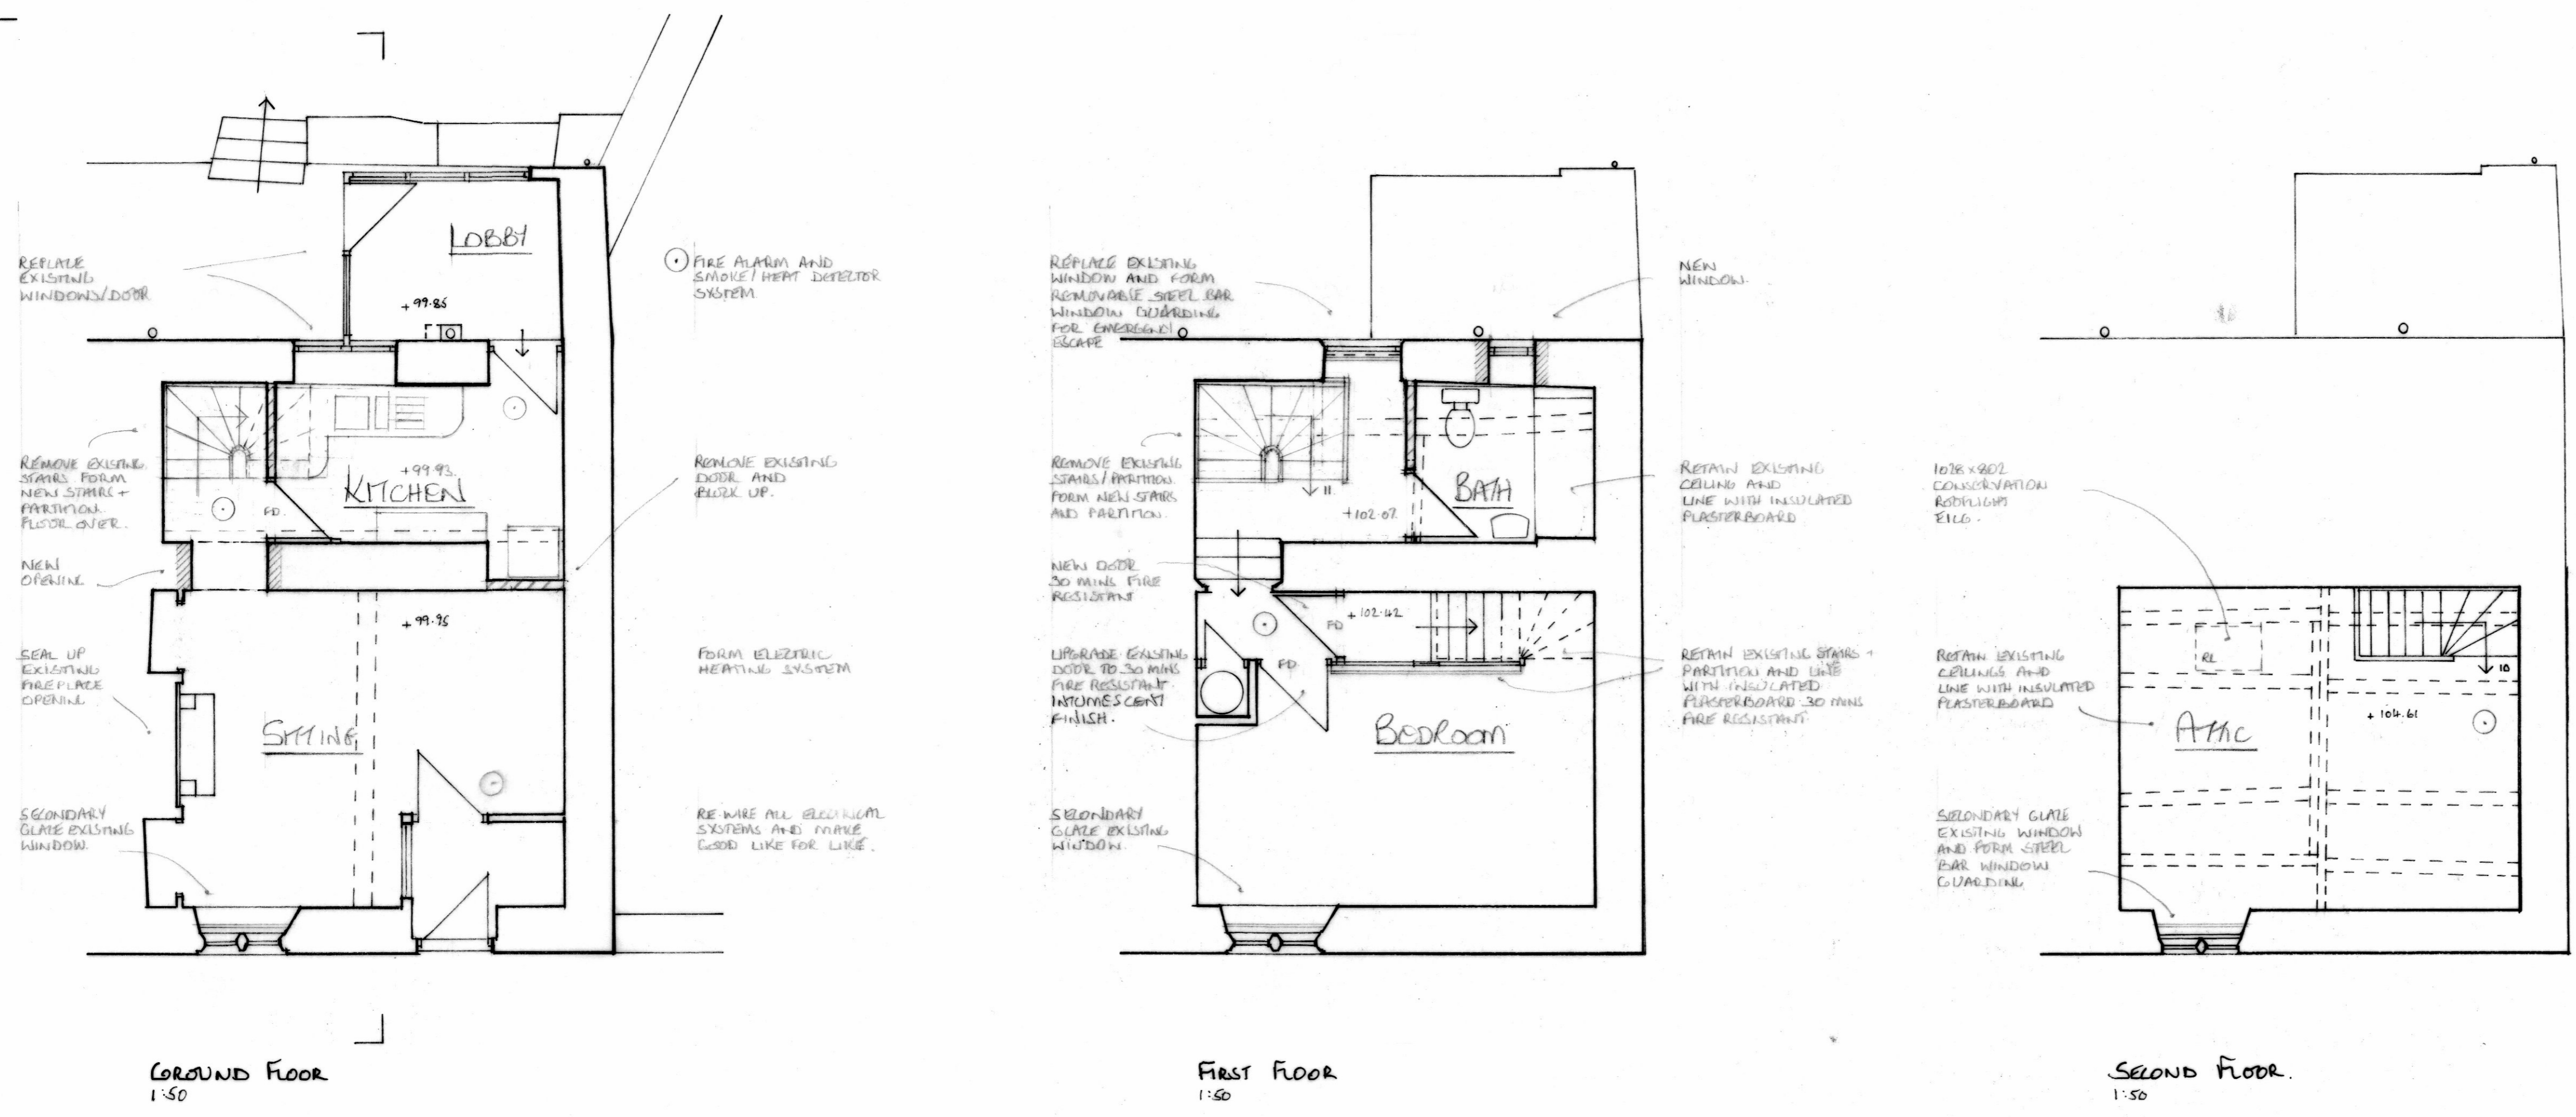 LOBBY
REPLACE
EXISTING
WINDOWS/DOOR
+99.85
FIRE ALARM AND
SMOKE/HEAT DETECTOR
SYSTEM
REMOVE EXISTING
STAIRS FORM
NEW STAIRS +
PARTITION.
FLOOR OVER.
+99.93.
KITCHEN
FD.
REMOVE EXISTING
DOOR AND
BLOCK UP.
NEW
OPENING
+99.95
SEAL UP
EXISTING
FIREPLACE
OPENING
SITTING
FORM ELECTRIC
HEATING SYSTEM
SECONDARY
GLAZE EXISTING
WINDOW.
RE-WIRE ALL ELECTRICAL
SYSTEMS AND MAKE
GOOD LIKE FOR LIKE.
GROUND FLOOR
1:50
REPLACE EXISTING
WINDOW AND FORM
REMOVABLE STEEL BAR
WINDOW GUARDING
FOR EMERGENCY
ESCAPE
NEW
WINDOW.
REMOVE EXISTING
STAIRS/PARTITION
FORM NEW STAIRS
AND PARTITION.
11
+102.07
BATH
RETAIN EXISTING
CEILING AND
LINE WITH INSULATED
PLASTERBOARD
NEW DOOR
30 MINS FIRE
RESISTANT
+102.42
FD
FD
UPGRADE EXISTING
DOOR TO 30 MINS
FIRE RESISTANT
INTUMESCENT
FINISH.
RETAIN EXISTING STAIRS +
PARTITION AND LINE
WITH INSULATED
PLASTERBOARD 30 MINS
FIRE RESISTANT
BEDROOM
SECONDARY
GLAZE EXISTING
WINDOW.
FIRST FLOOR
1:50
1028x802
CONSERVATION
ROOFLIGHT
RL
10
RETAIN EXISTING
CEILINGS AND
LINE WITH INSULATED
PLASTERBOARD
+104.61
ATTIC
SECONDARY GLAZE
EXISTING WINDOW
AND FORM STEEL
BAR WINDOW
GUARDING
SECOND FLOOR.
1:50